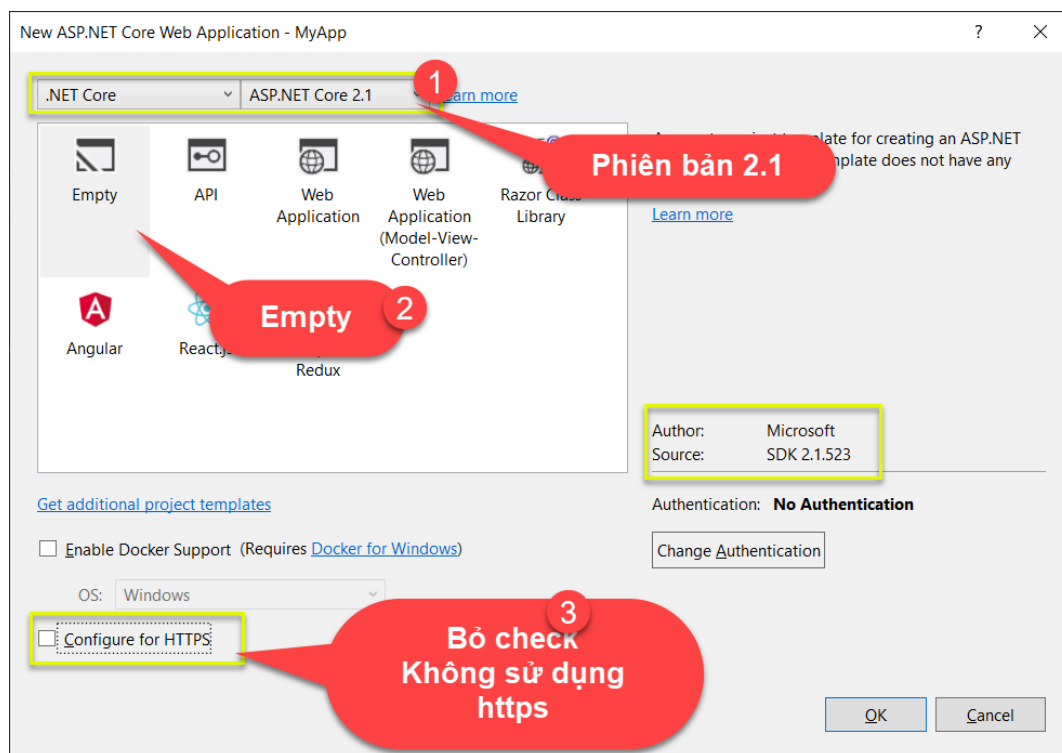 New ASP.NET Core Web Application - MyApp
?
.NET Core
ASP.NET Core 2.1
1
earn more
Phiên bản 2.1
Empty
API
Web
Application
Web
Application
(Model-View-
Controller)
Razor Class
Library
late for creating an ASP.NET
mplate does not have any
Learn more
Empty
2
Angular
React.js
Redux
Author: Microsoft
Source: SDK 2.1.523
Get additional project templates
Authentication: No Authentication
Enable Docker Support (Requires Docker for Windows)
Change Authentication
OS: Windows
Configure for HTTPS
3
Bỏ check
Không sử dụng
https
OK
Cancel